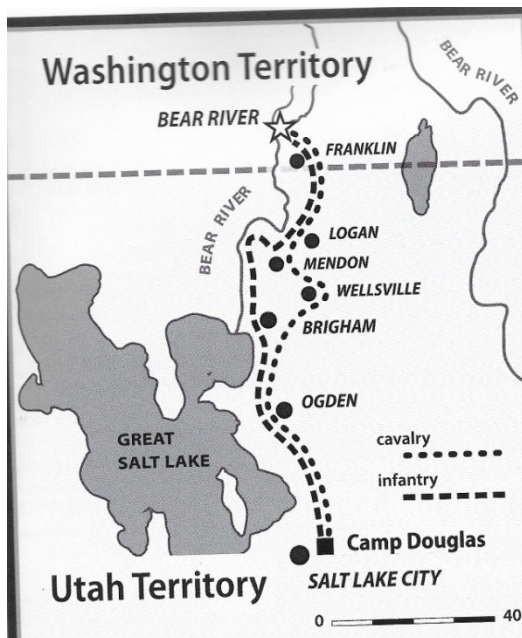 Washington Territory
BEAR RIVER
BEAR RIVER
FRANKLIN
BEAR RIVER
LOGAN
MENDON
WELLSVILLE
BRIGHAM
OGDEN
GREAT
SALT LAKE
cavalry
infantry
Camp Douglas
SALT LAKE CITY
Utah Territory
0 40